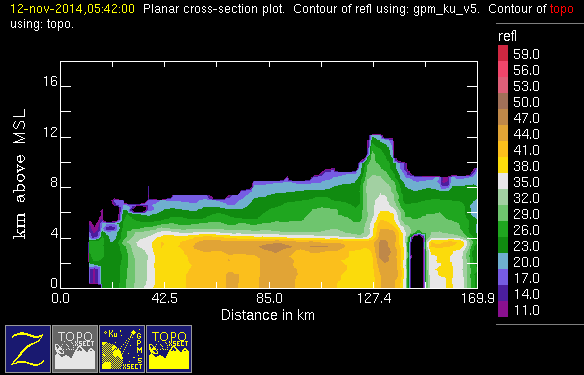 12-nov-2014,05:42:00 Planar cross-section plot. Contour of refl using: gpm_ku_v5. Contour of topo
using: topo.
refl
59.0
56.0
53.0
50.0
47.0
44.0
41.0
38.0
35.0
32.0
29.0
26.0
23.0
20.0
17.0
14.0
11.0
km above MSL
16
12
8
4
0
0.0 42.5 85.0 127.4 169.9
Distance in km
Z
TOPO
XSECT
"Ku"
GPM'S
XSECT
TOPO
XSECT